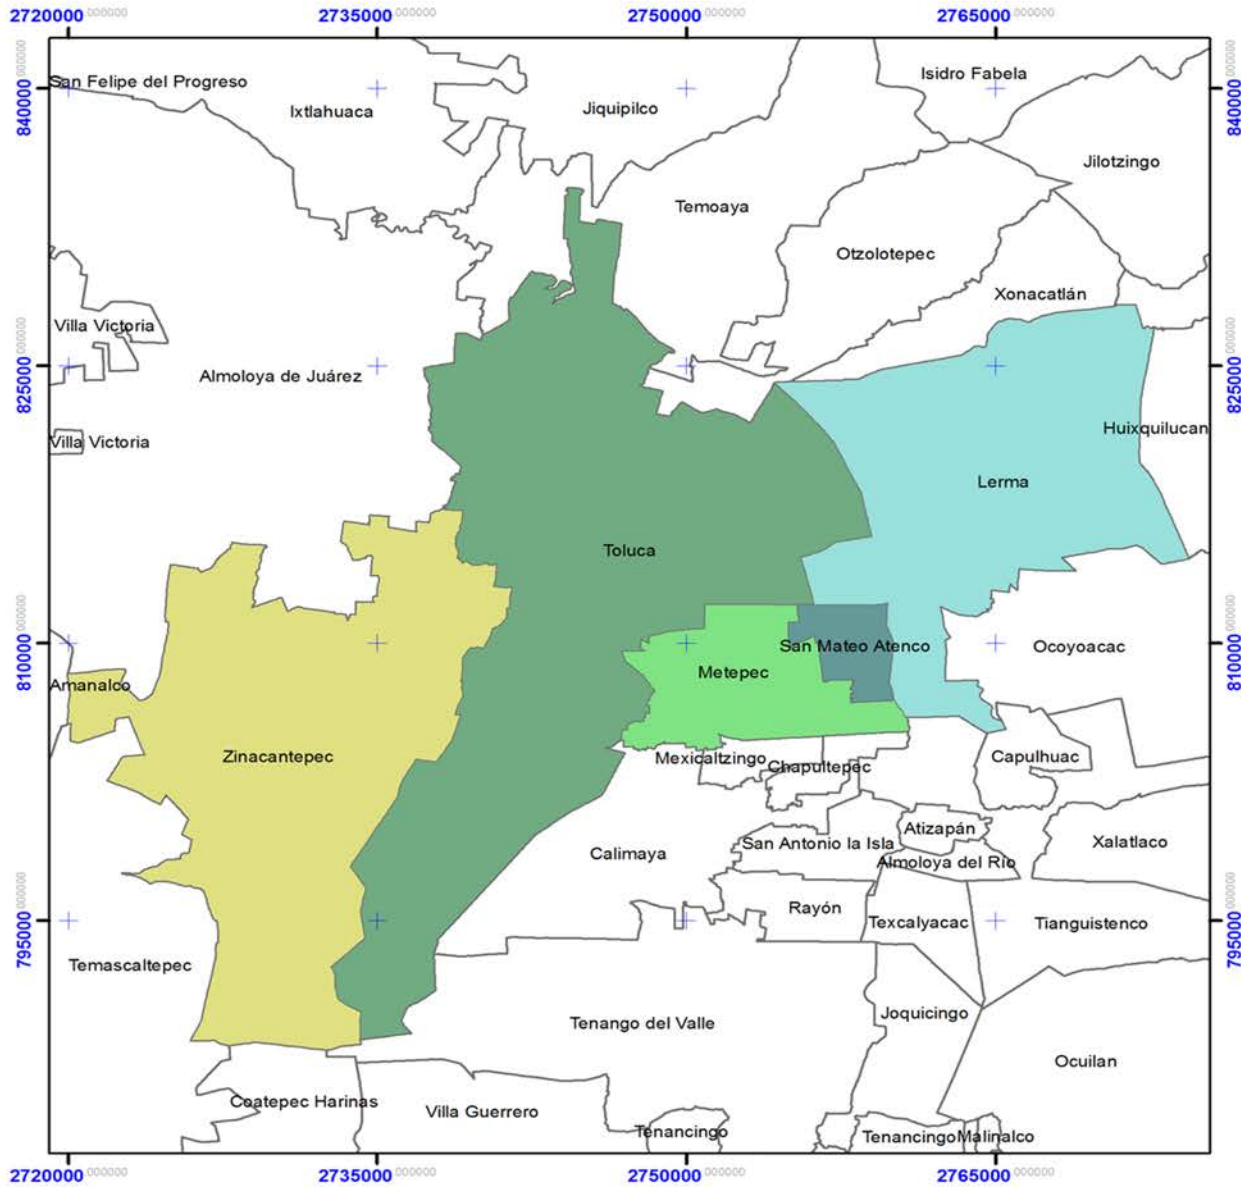 2720000.000000 2735000.000000 2750000.000000 2765000.000000
840000.000000
825000.000000
810000.000000
795000.000000
San Felipe del Progreso
Isidro Fabela
Ixtlahuaca
Jiquipilco
Jilotzingo
Temoaya
Otzolotepec
Xonacatlán
Villa Victoria
Almoloya de Juárez
Huixquilucan
Villa Victoria
Lerma
Toluca
San Mateo Atenco
Ocoyoacac
Metepec
Amanalco
Zinacantepec
Mexicaltzingo
Capulhuac
Chapultepec
Atizapán
San Antonio la Isla
Xalatlaco
Calimaya
Almoloya del Río
Rayón
Texcalyacac
Tianguistenco
Temascaltepec
Joquicingo
Tenango del Valle
Ocuilan
Coatepec Harinas
Villa Guerrero
Tenancingo
Tenancingo
Malinalco
840000.000000
825000.000000
810000.000000
795000.000000
2720000.000000 2735000.000000 2750000.000000 2765000.000000